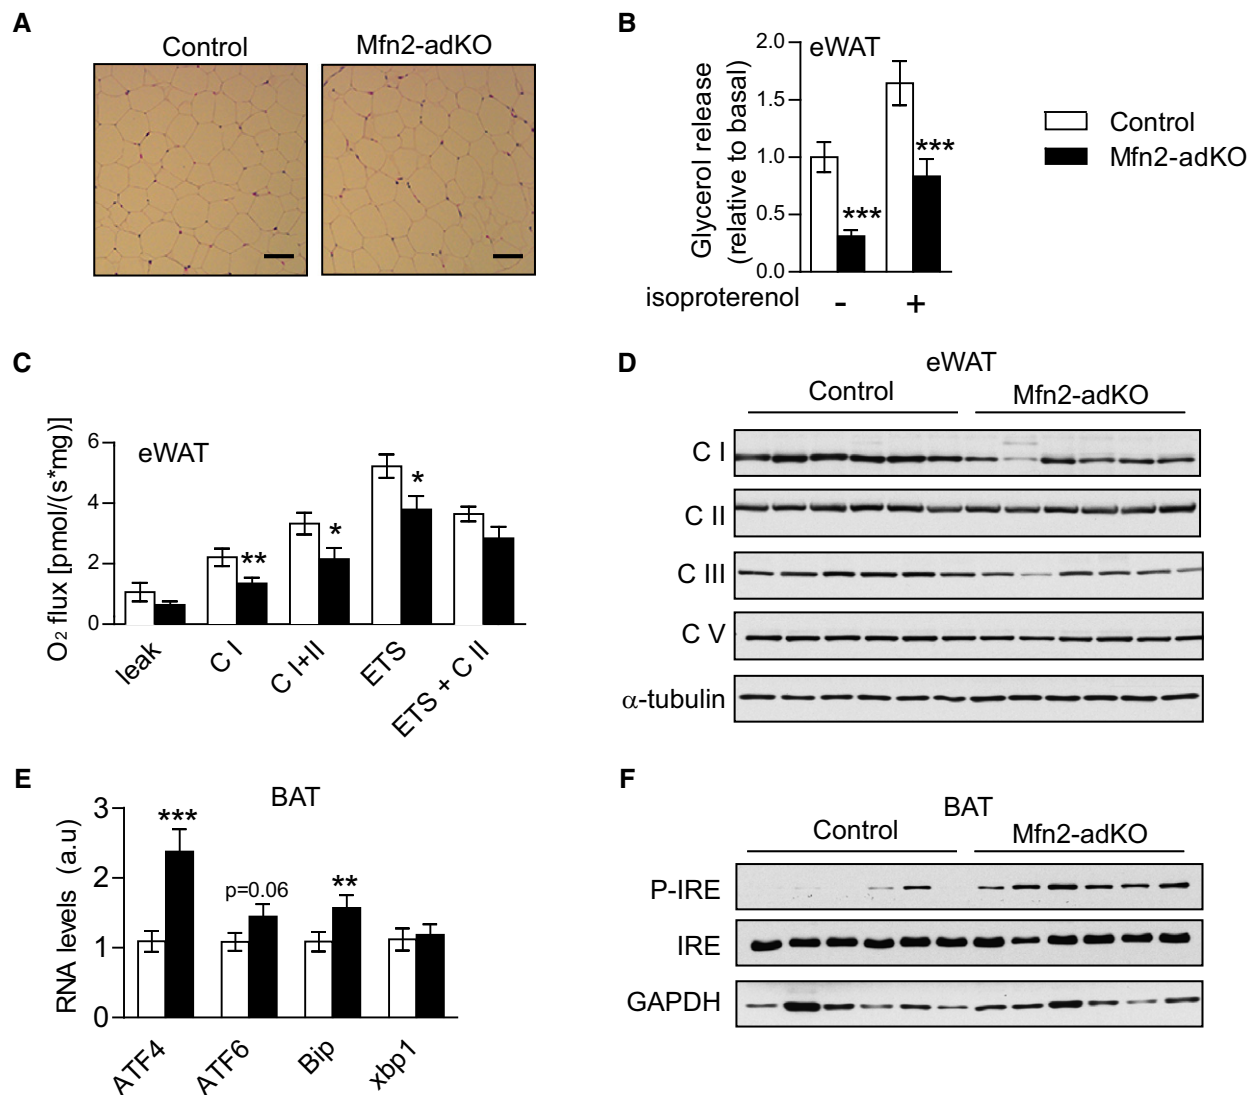 A
Control
Mfn2-adKO
B
eWAT
Glycerol release
(relative to basal)
2.0
1.5
1.0
0.5
0.0
***
***
isoproterenol
-
+
Control
Mfn2-adKO
C
eWAT
O₂ flux [pmol/(s*mg)]
6
4
2
0
**
*
*
leak
C I
C I+II
ETS
ETS + C II
D
eWAT
Control
Mfn2-adKO
C I
C II
C III
C V
α-tubulin
E
BAT
RNA levels (a.u)
3
2
1
0
***
p=0.06
**
ATF4
ATF6
Bip
xbp1
F
BAT
Control
Mfn2-adKO
P-IRE
IRE
GAPDH